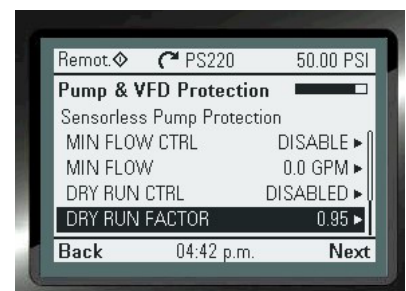 Remot. PS220 50.00 PSI
Pump & VFD Protection
Sensorless Pump Protection
MIN FLOW CTRL DISABLE
MIN FLOW 0.0 GPM
DRY RUN CTRL DISABLED
DRY RUN FACTOR 0.95
Back 04:42 p.m. Next